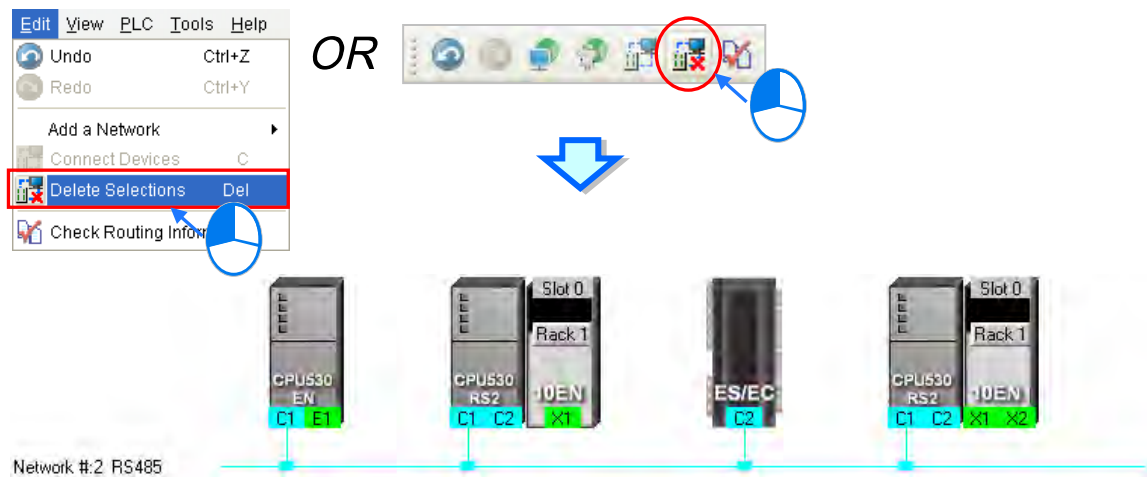 Edit View PLC Tools Help
Undo Ctrl+Z
Redo Ctrl+Y
Add a Network
Connect Devices C
Delete Selections Del
Check Routing Infor
OR
Slot 0
Rack 1
Slot 0
Rack 1
CPU530
EN
CPU530
RS2
10EN
ES/EC
CPU530
RS2
10EN
C1 E1
C1 C2 X1
C2
C1 C2 X1 X2
Network #:2 RS485